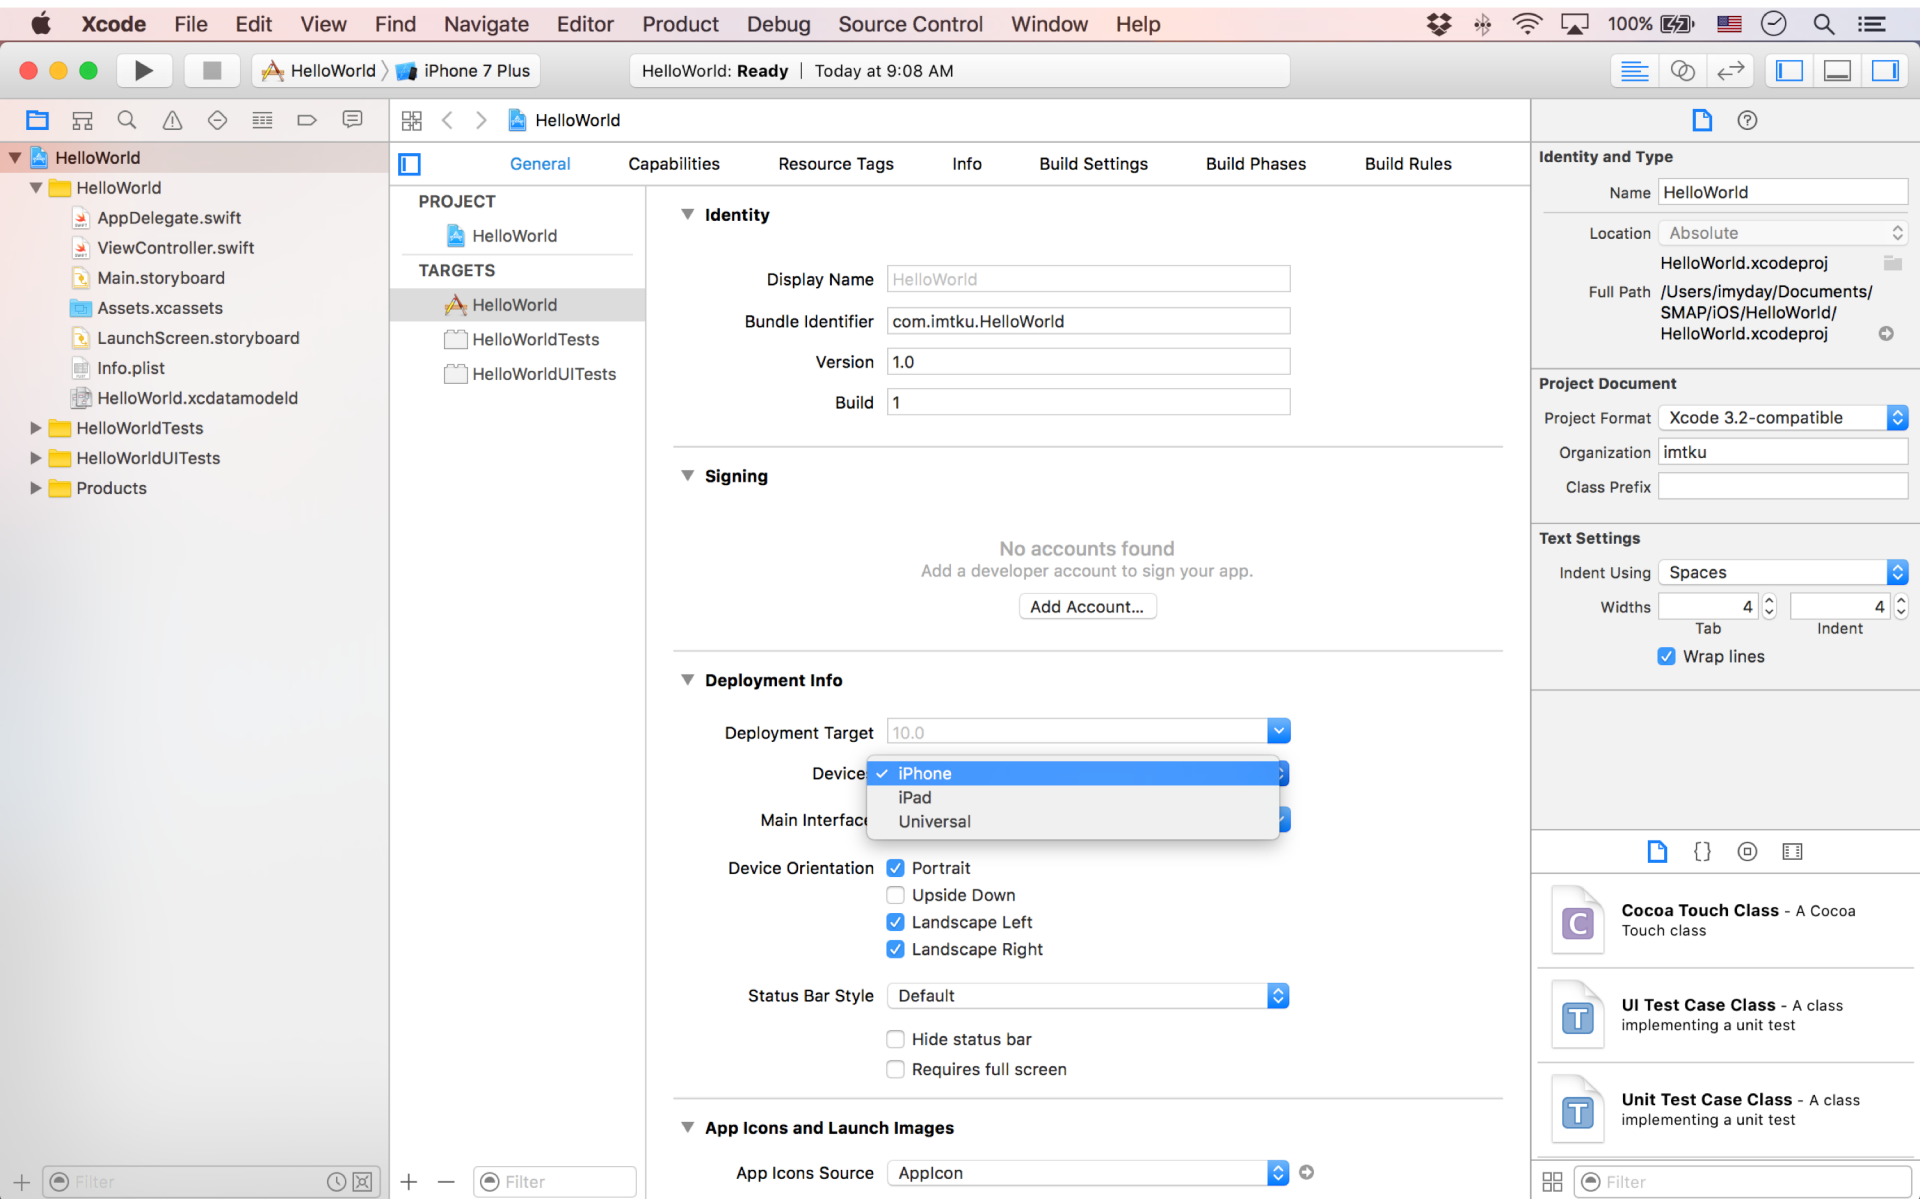 Xcode File Edit View Find Navigate Editor Product Debug Source Control Window Help 100%
HelloWorld iPhone 7 Plus
HelloWorld: Ready | Today at 9:08 AM
HelloWorld
HelloWorld
HelloWorld
AppDelegate.swift
ViewController.swift
Main.storyboard
Assets.xcassets
LaunchScreen.storyboard
Info.plist
HelloWorld.xcdatamodeld
HelloWorldTests
HelloWorldUITests
Products
Filter
General Capabilities Resource Tags Info Build Settings Build Phases Build Rules
PROJECT
HelloWorld
TARGETS
HelloWorld
HelloWorldTests
HelloWorldUITests
Filter
Identity
Display Name HelloWorld
Bundle Identifier com.imtku.HelloWorld
Version 1.0
Build 1
Signing
No accounts found
Add a developer account to sign your app.
Add Account...
Deployment Info
Deployment Target 10.0
Device
iPhone
iPad
Universal
Main Interface
Device Orientation Portrait
Upside Down
Landscape Left
Landscape Right
Status Bar Style Default
Hide status bar
Requires full screen
App Icons and Launch Images
App Icons Source AppIcon
Identity and Type
Name HelloWorld
Location Absolute
HelloWorld.xcodeproj
Full Path /Users/imyday/Documents/
SMAP/iOS/HelloWorld/
HelloWorld.xcodeproj
Project Document
Project Format Xcode 3.2-compatible
Organization imtku
Class Prefix
Text Settings
Indent Using Spaces
Widths 4 4
Tab Indent
Wrap lines
{}
C
Cocoa Touch Class - A Cocoa
Touch class
T
UI Test Case Class - A class
implementing a unit test
T
Unit Test Case Class - A class
implementing a unit test
Filter